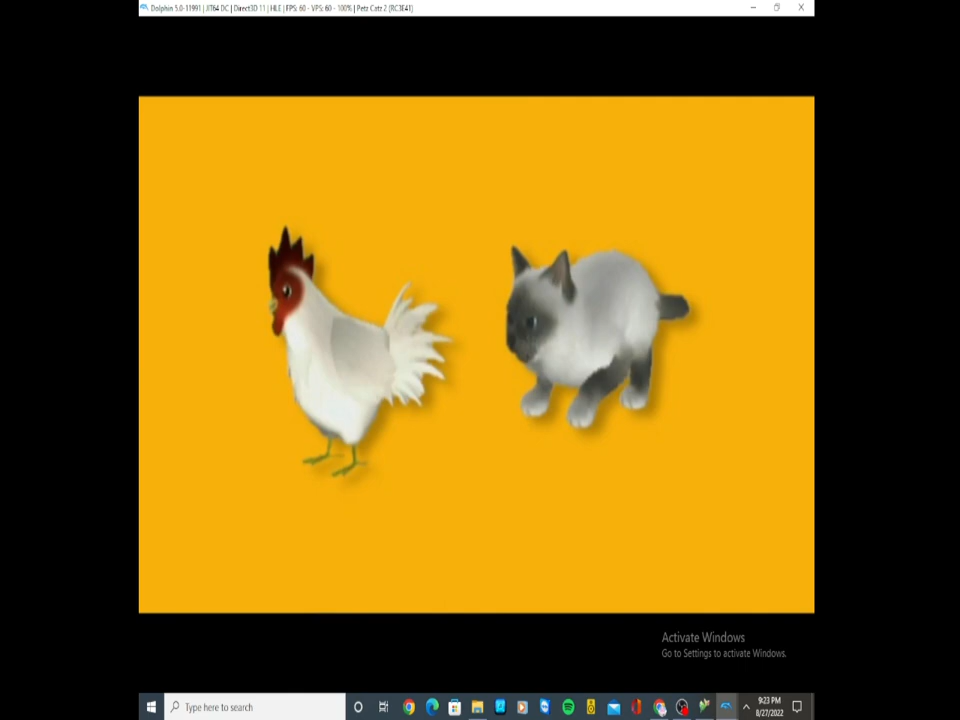 Dolphin 5.0-11991 | JIT64 DC | Direct3D 11 | HLE | FPS: 60 - VPS: 60 - 100% | Petz Catz 2 (RC3E41)
Activate Windows
Go to Settings to activate Windows.
Type here to search
9:23 PM
8/27/2022